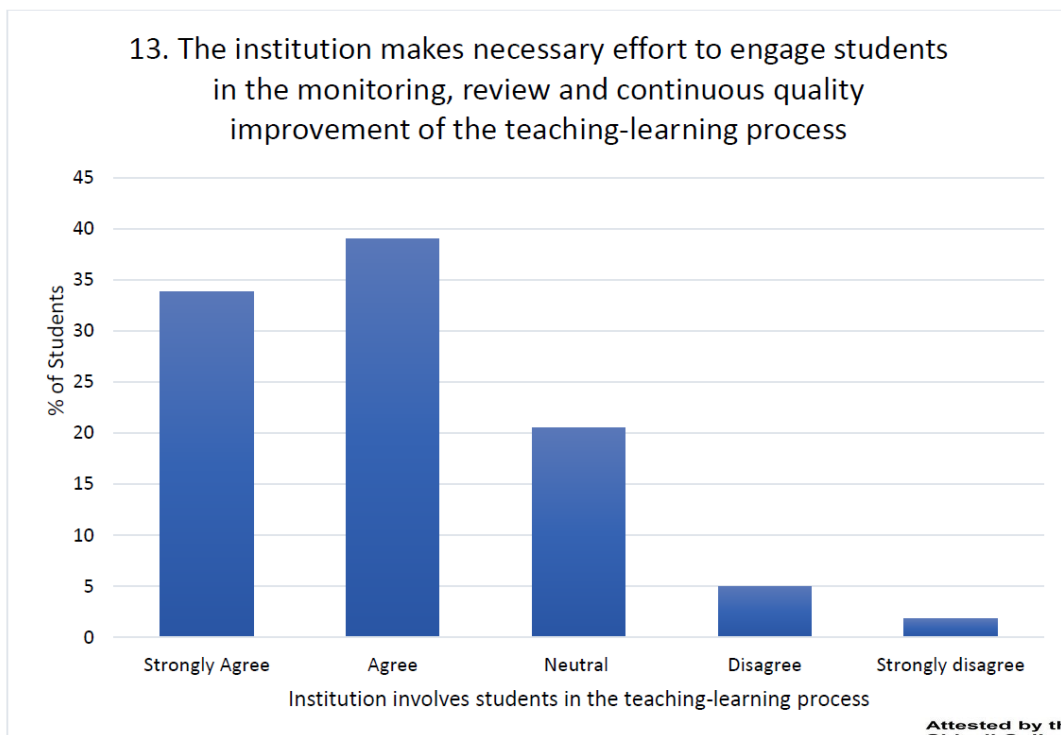 13. The institution makes necessary effort to engage students
in the monitoring, review and continuous quality
improvement of the teaching-learning process
45
40
35
30
25
20
15
10
5
0
% of Students
Strongly Agree Agree Neutral Disagree Strongly disagree
Institution involves students in the teaching-learning process
Attested by